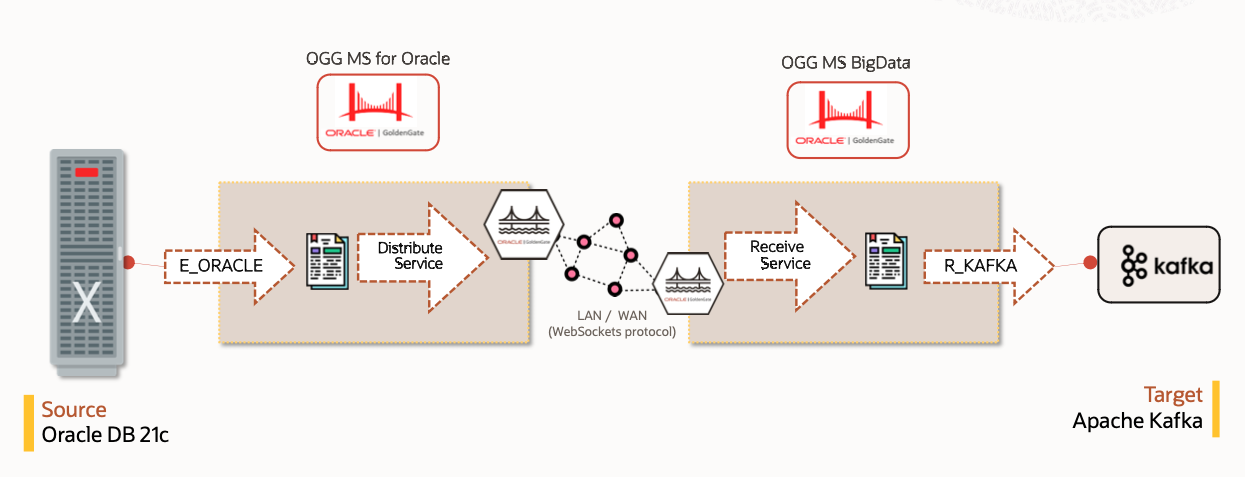 OGG MS for Oracle
ORACLE | GoldenGate
OGG MS BigData
ORACLE | GoldenGate
X
E_ORACLE
Distribute
Service
ORACLE | GoldenGate
LAN / WAN
(WebSockets protocol)
ORACLE | GoldenGate
Receive
Service
R_KAFKA
kafka
Source
Oracle DB 21c
Target
Apache Kafka